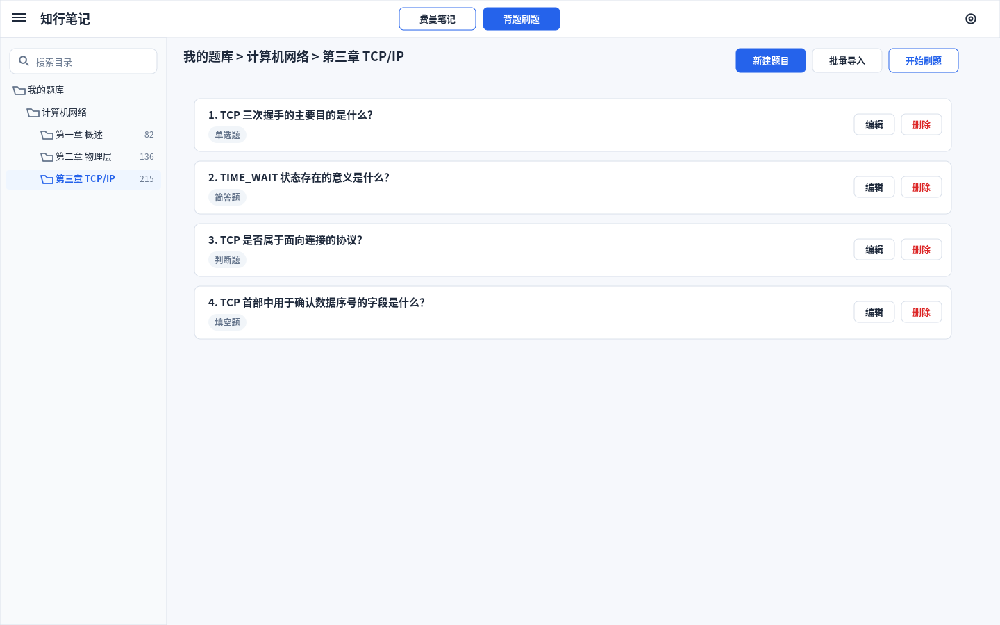 知行笔记
费曼笔记
背题刷题
搜索目录
我的题库
计算机网络
第一章 概述 82
第二章 物理层 136
第三章 TCP/IP 215
我的题库 > 计算机网络 > 第三章 TCP/IP
新建题目
批量导入
开始刷题
1. TCP 三次握手的主要目的是什么？
单选题
编辑
删除
2. TIME_WAIT 状态存在的意义是什么？
简答题
编辑
删除
3. TCP 是否属于面向连接的协议？
判断题
编辑
删除
4. TCP 首部中用于确认数据序号的字段是什么？
填空题
编辑
删除